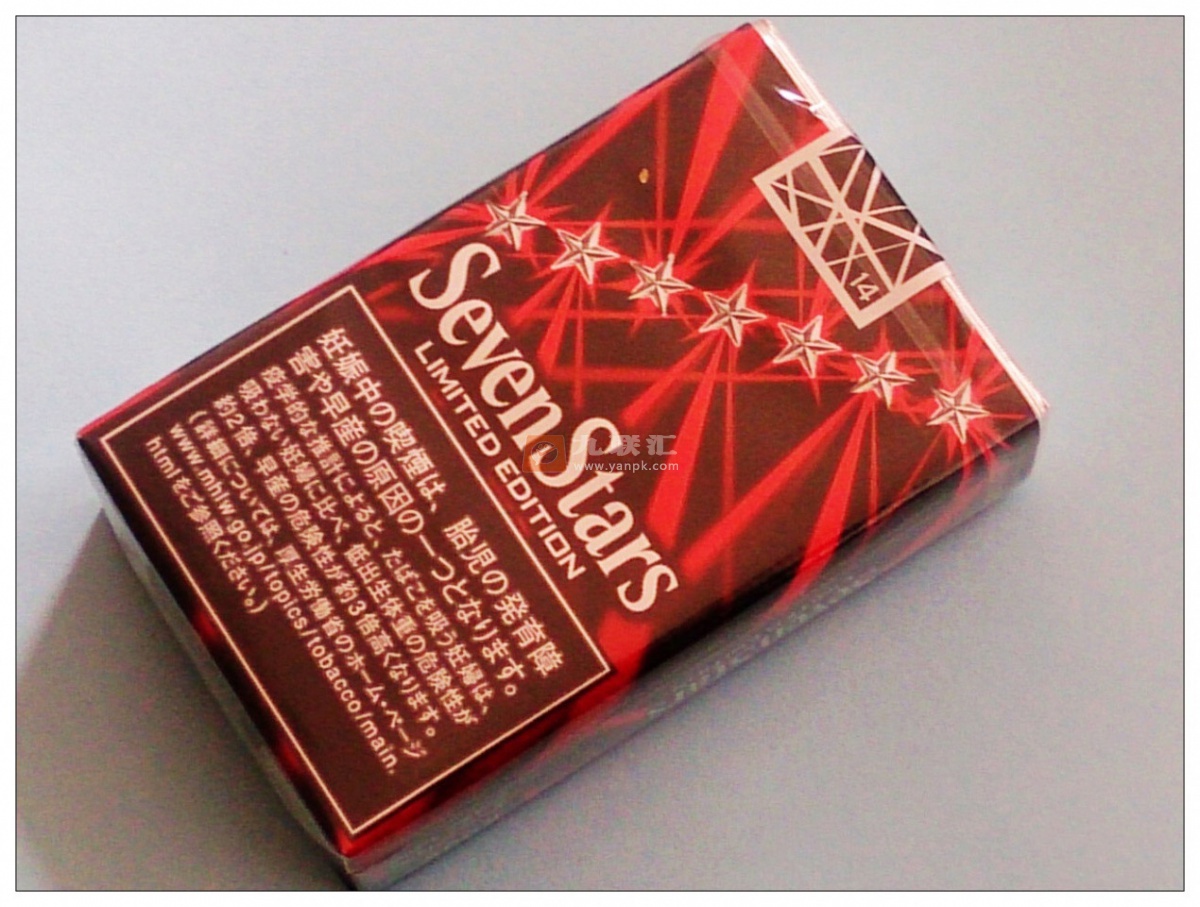 14
Seven Stars
LIMITED EDITION
妊娠中の喫煙は、胎児の発育障
害や早産の原因の一つとなります。
疫学的な推計によると、たばこを吸う妊婦は、
吸わない妊婦に比べ、低出生体重の危険性が
約2倍、早産の危険性が約3倍高くなります。
(詳細については、厚生労働省のホーム・ページ
www.mhlw.go.jp/topics/tobacco/main.
htmlをご参照ください。)
九联汇
www.yanpk.com